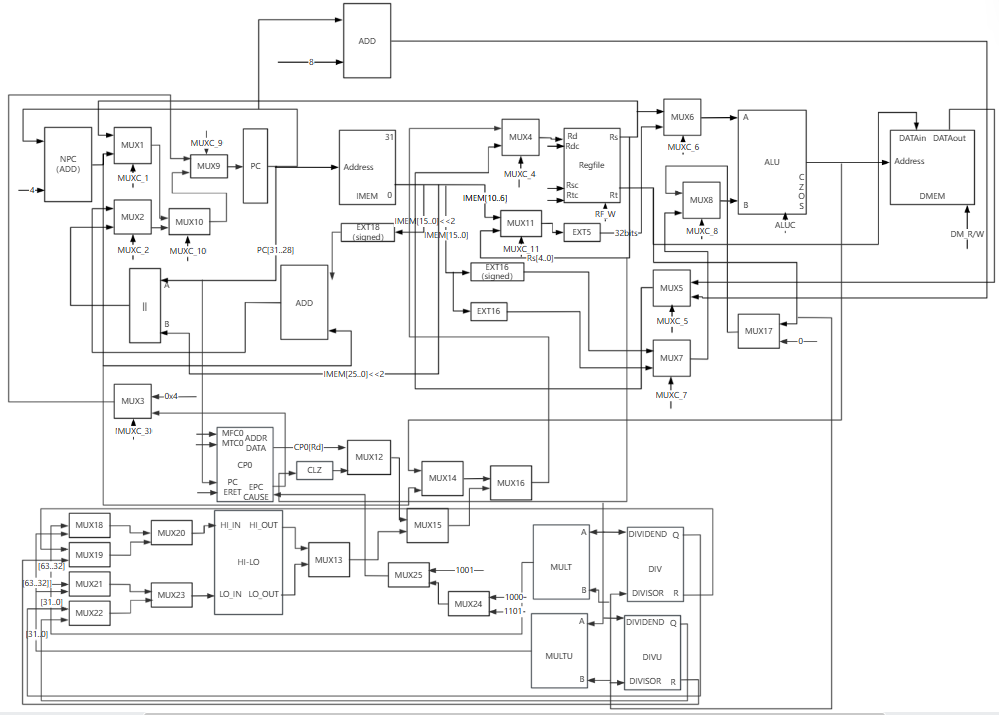 ADD
8
NPC
(ADD)
4
MUX1
MUXC_1
MUXC_9
MUX9
PC
31
Address
IMEM 0
MUX4
MUXC_4
Rd
Rdc
Rs
Regfile
Rsc
Rtc
Rt
RF_W
MUX6
MUXC_6
A
ALU
B
C
Z
O
S
ALUC
DATAin DATAout
Address
DMEM
DM_R/W
MUX2
MUXC_2
MUX10
MUXC_10
IMEM[10..6]
IMEM[15..0]<<2
IMEM[15..0]
EXT18
(signed)
MUX11
MUXC_11
EXT5
32bits
Rs[4..0]
MUX8
MUXC_8
PC[31..28]
||
A
B
ADD
EXT16
(signed)
EXT16
MUX5
MUXC_5
MUX17
0
MUX7
MUXC_7
IMEM[25..0]<<2
MUX3
0x4
(MUXC_3)
MFC0
MTC0
ADDR
DATA
CP0
PC
ERET
EPC
CAUSE
CP0[Rd]
CLZ
MUX12
MUX14
MUX16
MUX15
MUX18
MUX19
MUX20
[63..32]
[63..32]
MUX21
MUX22
MUX23
[31..0]
[31..0]
HI_IN HI_OUT
HI-LO
LO_IN LO_OUT
MUX13
MUX25
1001
MUX24
1000
1101
A
MULT
B
DIVIDEND Q
DIV
DIVISOR R
A
MULTU
B
DIVIDEND Q
DIVU
DIVISOR R